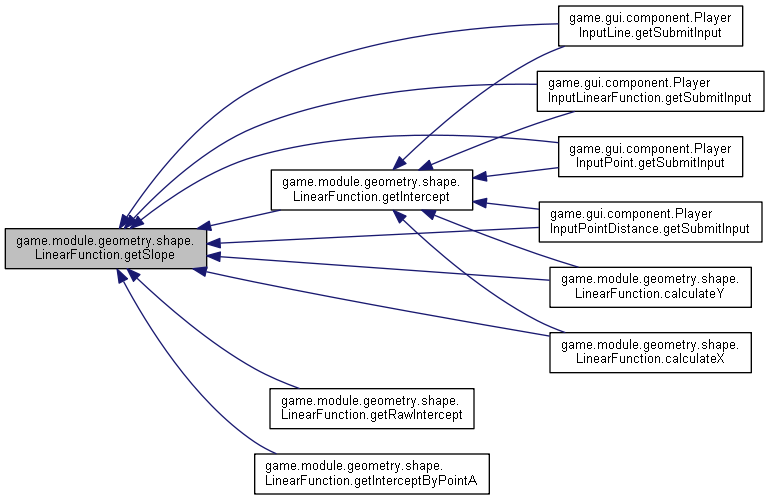 game.gui.component.Player
InputLine.getSubmitInput
game.gui.component.Player
InputLinearFunction.getSubmitInput
game.gui.component.Player
InputPoint.getSubmitInput
game.module.geometry.shape.
LinearFunction.getIntercept
game.gui.component.Player
InputPointDistance.getSubmitInput
game.module.geometry.shape.
LinearFunction.getSlope
game.module.geometry.shape.
LinearFunction.calculateY
game.module.geometry.shape.
LinearFunction.calculateX
game.module.geometry.shape.
LinearFunction.getRawIntercept
game.module.geometry.shape.
LinearFunction.getInterceptByPointA